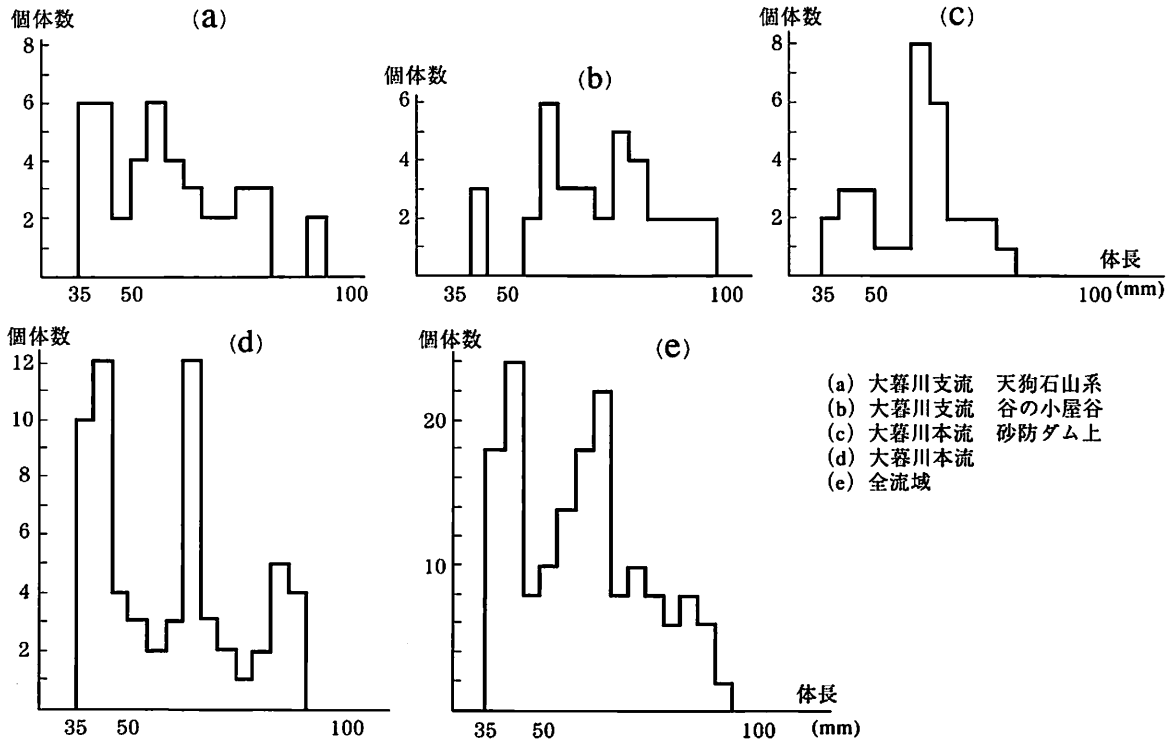 個体数 (a)
8
6
4
2
35 50 100
個体数 (b)
6
4
2
35 50 100
個体数 (c)
8
6
4
2
体長
35 50 100 (mm)
個体数 (d)
12
10
8
6
4
2
35 50 100
個体数 (e)
20
10
体長
35 50 100 (mm)
(a) 大暮川支流 天狗石山系
(b) 大暮川支流 谷の小屋谷
(c) 大暮川本流 砂防ダム上
(d) 大暮川本流
(e) 全流域